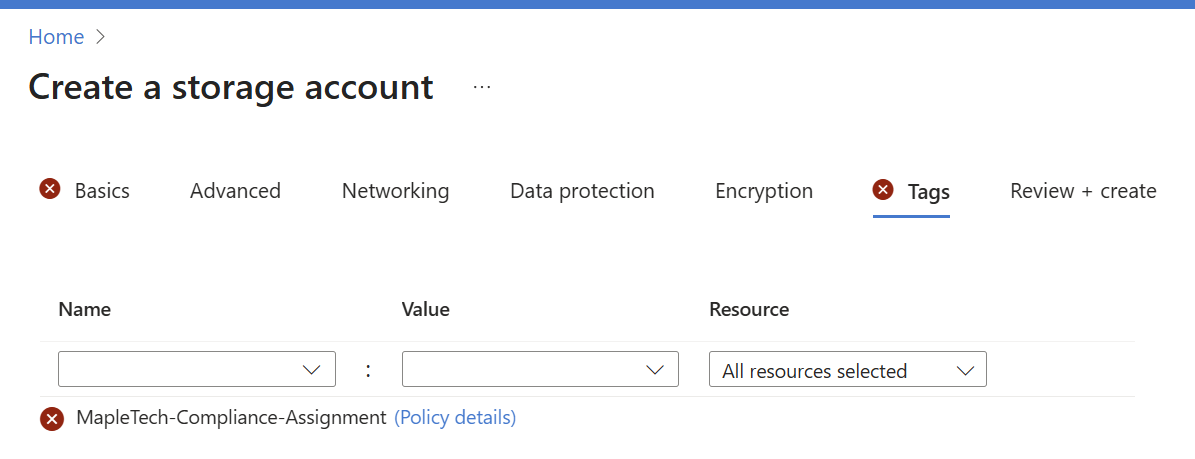 Home >
Create a storage account ...
Basics Advanced Networking Data protection Encryption Tags Review + create
Name Value Resource
: All resources selected
MapleTech-Compliance-Assignment (Policy details)